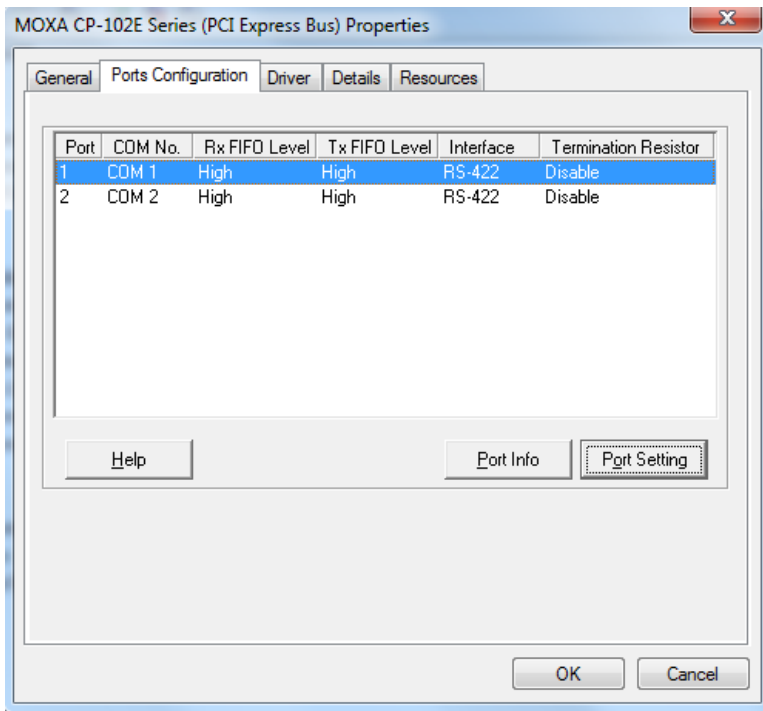 MOXA CP-102E Series (PCI Express Bus) Properties
General Ports Configuration Driver Details Resources
Port COM No. Rx FIFO Level Tx FIFO Level Interface Termination Resistor
1 COM 1 High High RS-422 Disable
2 COM 2 High High RS-422 Disable
Help Port Info Port Setting
OK Cancel